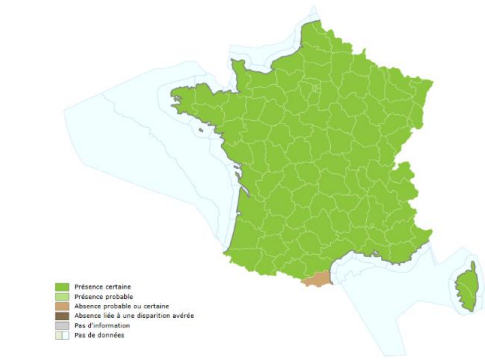 Présence certaine
Présence probable
Absence probable ou certaine
Absence liée à une disparition avérée
Pas d'information
Pas de données